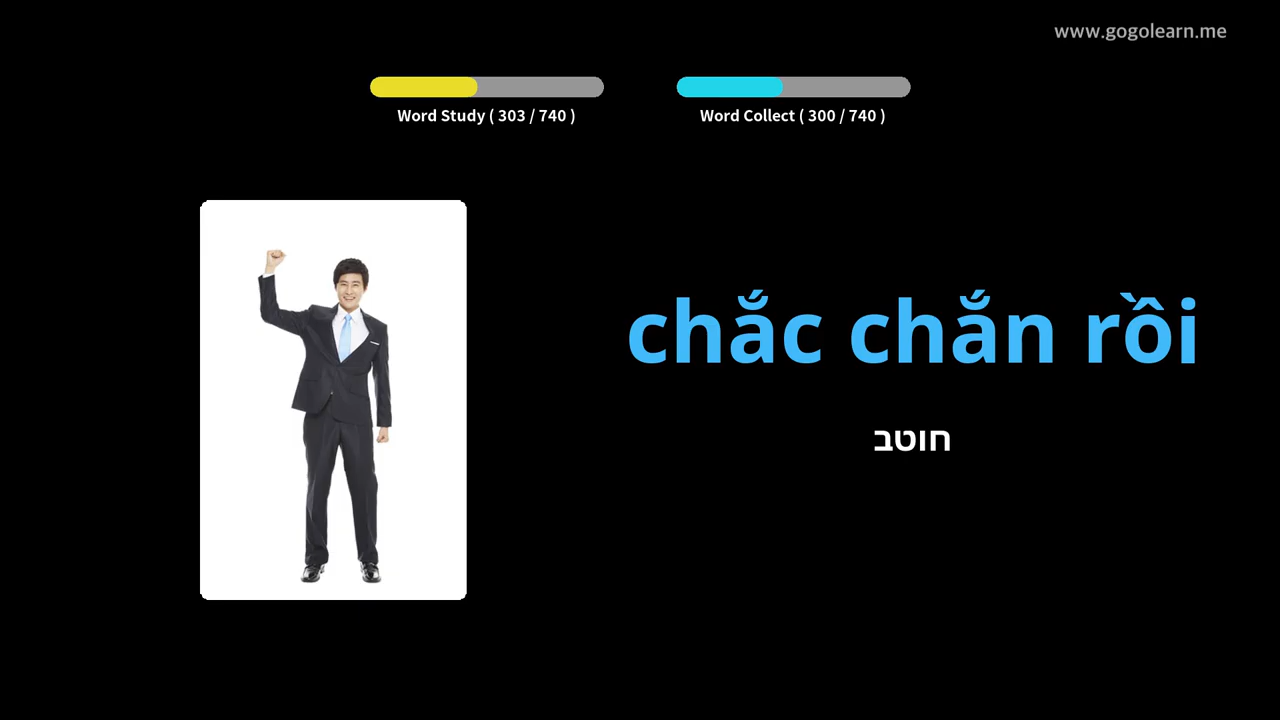 www.gogolearn.me
Word Study ( 303 / 740 )
Word Collect ( 300 / 740 )
chắc chắn rồi
חוטב